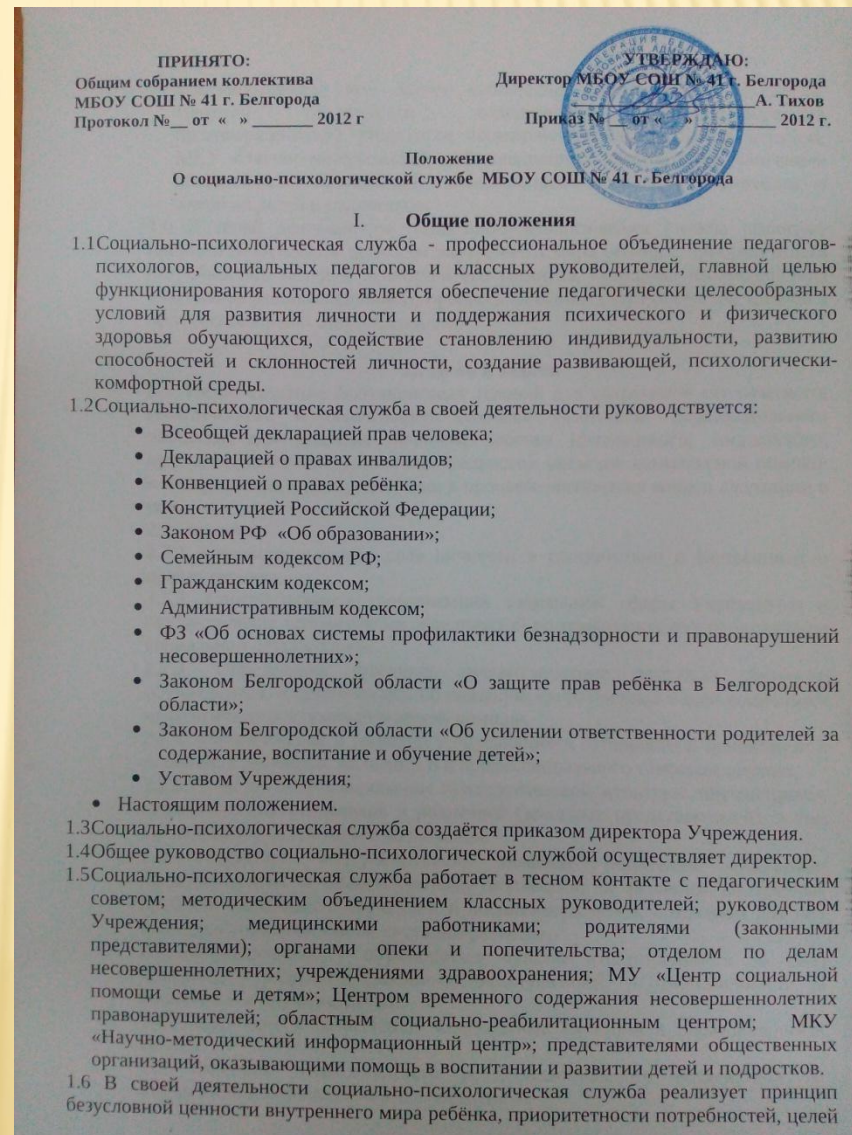 ПРИНЯТО:
Общим собранием коллектива
МБОУ СОШ № 41 г. Белгорода
Протокол №__ от « » _______ 2012 г
УТВЕРЖДАЮ:
Директор МБОУ СОШ № 41 г. Белгорода
А. Тихов
Приказ № __ от « » ____________ 2012 г.
Положение
О социально-психологической службе МБОУ СОШ № 41 г. Белгорода
I. Общие положения
1.1Социально-психологическая служба - профессиональное объединение педагогов-
психологов, социальных педагогов и классных руководителей, главной целью
функционирования которого является обеспечение педагогически целесообразных
условий для развития личности и поддержания психического и физического
здоровья обучающихся, содействие становлению индивидуальности, развитию
способностей и склонностей личности, создание развивающей, психологически-
комфортной среды.
1.2Социально-психологическая служба в своей деятельности руководствуется:
• Всеобщей декларацией прав человека;
• Декларацией о правах инвалидов;
• Конвенцией о правах ребёнка;
• Конституцией Российской Федерации;
• Законом РФ «Об образовании»;
• Семейным кодексом РФ;
• Гражданским кодексом;
• Административным кодексом;
• ФЗ «Об основах системы профилактики безнадзорности и правонарушений
несовершеннолетних»;
• Законом Белгородской области «О защите прав ребёнка в Белгородской
области»;
• Законом Белгородской области «Об усилении ответственности родителей за
содержание, воспитание и обучение детей»;
• Уставом Учреждения;
• Настоящим положением.
1.3Социально-психологическая служба создаётся приказом директора Учреждения.
1.4Общее руководство социально-психологической службой осуществляет директор.
1.5Социально-психологическая служба работает в тесном контакте с педагогическим
советом; методическим объединением классных руководителей; руководством
Учреждения; медицинскими работниками; родителями (законными
представителями); органами опеки и попечительства; отделом по делам
несовершеннолетних; учреждениями здравоохранения; МУ «Центр социальной
помощи семье и детям»; Центром временного содержания несовершеннолетних
правонарушителей; областным социально-реабилитационным центром; МКУ
«Научно-методический информационный центр»; представителями общественных
организаций, оказывающими помощь в воспитании и развитии детей и подростков.
1.6 В своей деятельности социально-психологическая служба реализует принцип
безусловной ценности внутреннего мира ребёнка, приоритетности потребностей, целей